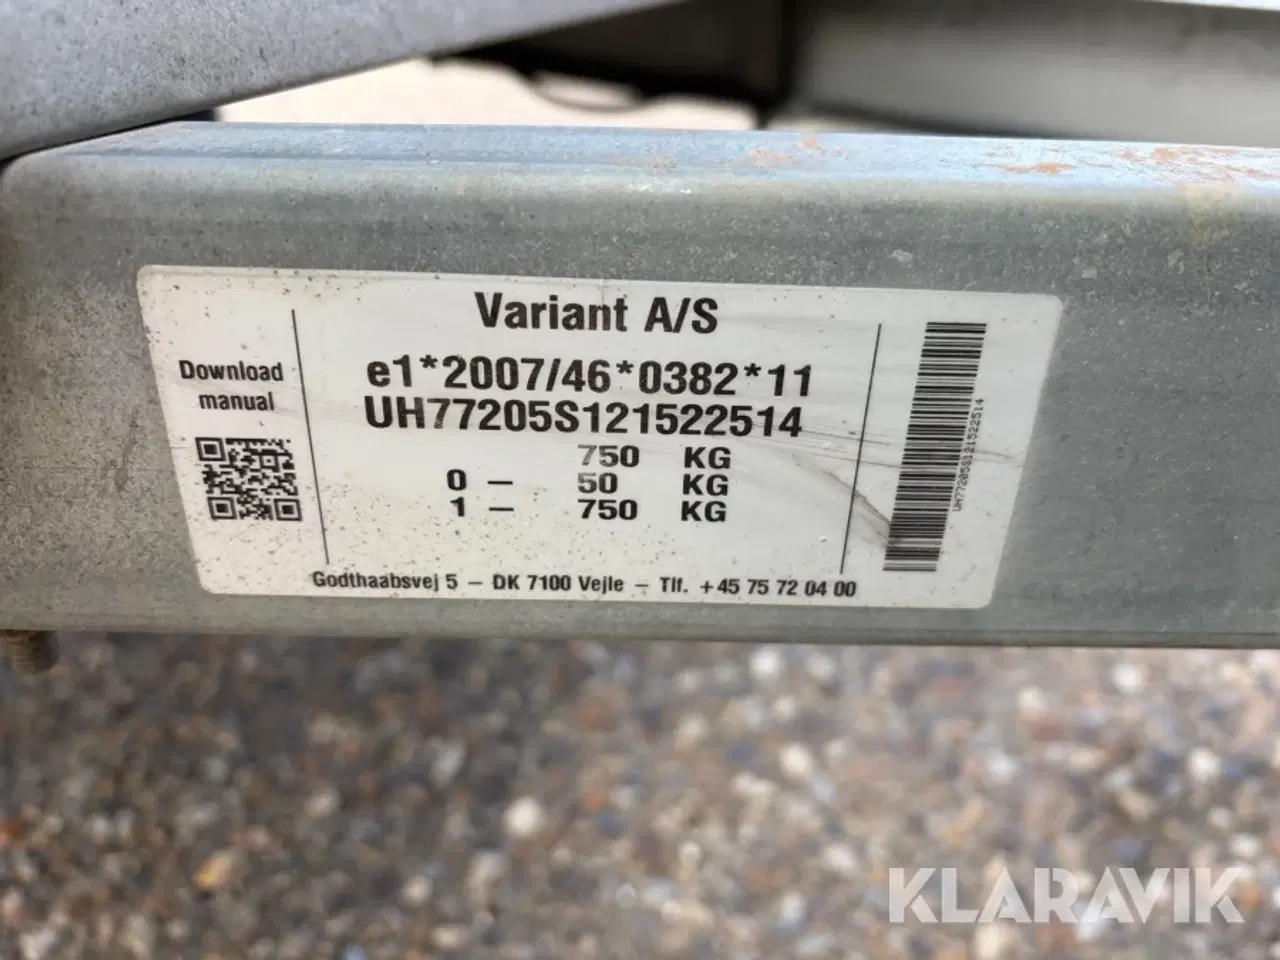 Variant A/S
Download
manual
e1*2007/46*0382*11
UH77205S121522514
750 KG
0 – 50 KG
1 – 750 KG
Godthaabsvej 5 – DK 7100 Vejle – Tlf. +45 75 72 04 00
UH77205S121522514
KLARAVIK